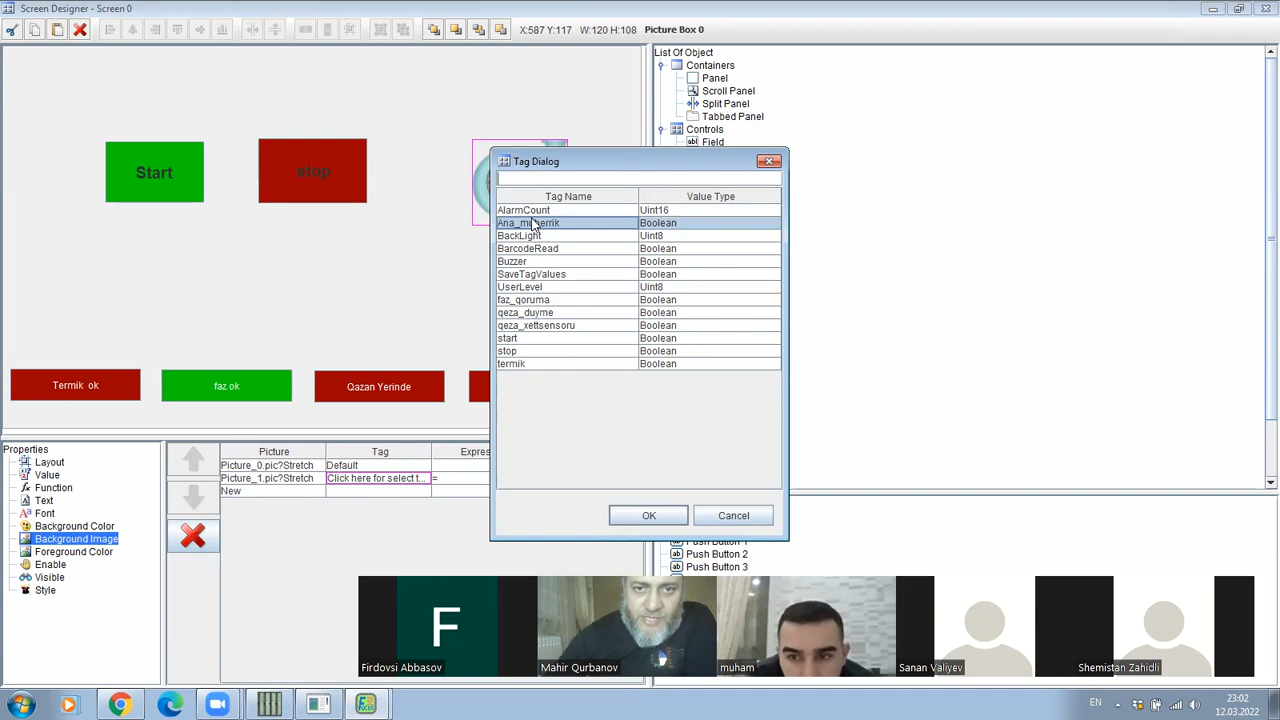 Screen Designer - Screen 0
X:587 Y:117 W:120 H:108 Picture Box 0
List Of Object
Containers
Panel
Scroll Panel
Split Panel
Tabbed Panel
Controls
Field
Start
stop
Tag Dialog
Tag Name Value Type
AlarmCount Uint16
Boolean
BackLight Uint8
BarcodeRead Boolean
Buzzer Boolean
SaveTagValues Boolean
UserLevel Uint8
faz_qoruma Boolean
qeza_duyme Boolean
qeza_xettsensoru Boolean
start Boolean
stop Boolean
termik Boolean
OK Cancel
Termik ok
faz ok
Qazan Yerinde
Properties
Layout
Value
Function
Text
Font
Background Color
Background Image
Foreground Color
Enable
Visible
Style
Picture Tag Expres
Picture_0.pic?Stretch Default
Picture_1.pic?Stretch Click here for select t... =
New
Push Button 1
Push Button 2
Push Button 3
F
Firdovsi Abbasov
Mahir Qurbanov
muham
Sanan Valiyev
Shemistan Zahidli
EN
23:02
12.03.2022